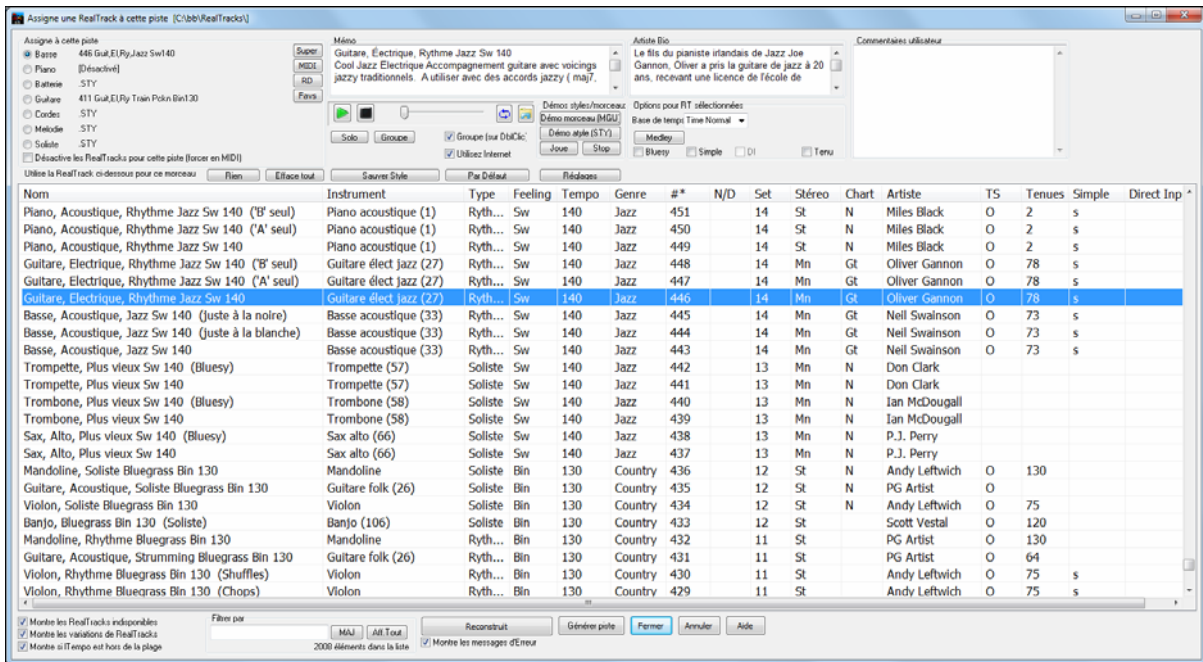 Assigne une RealTrack à cette piste [C:\bb\RealTracks\]
Assigne à cette piste
Basse 446 Guit,El,Ry,Jazz Sw140
Piano [Désactivé]
Batterie .STY
Guitare 411 Guit,El,Ry Train Pckn Bin130
Cordes .STY
Melodie .STY
Soliste .STY
Désactive les RealTracks pour cette piste (forcer en MIDI)
Super
MIDI
RD
Favs
Mémo
Guitare, Éectrique, Rythme Jazz Sw 140
Cool Jazz Electrique Accompagnement guitare avec voicings
jazzy traditionnels. A utiliser avec des accords jazzy ( maj7,
Artiste Bio
Le fils du pianiste irlandais de Jazz Joe
Gannon, Oliver a pris la guitare de jazz à 20
ans, recevant une licence de l'école de
Commentaires utilisateur
Solo Groupe Groupe (sur DblClic)
Utilisez Internet
Démos styles/morceaux
Démo morceau (MGU)
Démo style (STY)
Joue Stop
Options pour RT sélectionnées
Base de temps Time Normal
Medley
Bluesy Simple DI Tenu
Utilise la RealTrack ci-dessous pour ce morceau Rien Efface tout Sauver Style Par Défaut Réglages
Nom Instrument Type Feeling Tempo Genre #* N/D Set Stéreo Chart Artiste TS Tenues Simple Direct Inp
Piano, Acoustique, Rhythme Jazz Sw 140 ('B' seul) Piano acoustique (1) Ryth... Sw 140 Jazz 451 14 St N Miles Black O 2 s
Piano, Acoustique, Rhythme Jazz Sw 140 ('A' seul) Piano acoustique (1) Ryth... Sw 140 Jazz 450 14 St N Miles Black O 2 s
Piano, Acoustique, Rhythme Jazz Sw 140 Piano acoustique (1) Ryth... Sw 140 Jazz 449 14 St N Miles Black O 2 s
Guitare, Electrique, Rhythme Jazz Sw 140 ('B' seul) Guitare élect jazz (27) Ryth... Sw 140 Jazz 448 14 Mn Gt Oliver Gannon O 78 s
Guitare, Electrique, Rhythme Jazz Sw 140 ('A' seul) Guitare élect jazz (27) Ryth... Sw 140 Jazz 447 14 Mn Gt Oliver Gannon O 78 s
Guitare, Electrique, Rhythme Jazz Sw 140 Guitare élect jazz (27) Ryth... Sw 140 Jazz 446 14 Mn Gt Oliver Gannon O 78 s
Basse, Acoustique, Jazz Sw 140 (juste à la noire) Basse acoustique (33) Ryth... Sw 140 Jazz 445 14 Mn Gt Neil Swainson O 73 s
Basse, Acoustique, Jazz Sw 140 (juste à la blanche) Basse acoustique (33) Ryth... Sw 140 Jazz 444 14 Mn Gt Neil Swainson O 73 s
Basse, Acoustique, Jazz Sw 140 Basse acoustique (33) Ryth... Sw 140 Jazz 443 14 Mn Gt Neil Swainson O 73 s
Trompette, Plus vieux Sw 140 (Bluesy) Trompette (57) Soliste Sw 140 Jazz 442 13 Mn N Don Clark
Trompette, Plus vieux Sw 140 Trompette (57) Soliste Sw 140 Jazz 441 13 Mn N Don Clark
Trombone, Plus vieux Sw 140 (Bluesy) Trombone (58) Soliste Sw 140 Jazz 440 13 Mn N Ian McDougall
Trombone, Plus vieux Sw 140 Trombone (58) Soliste Sw 140 Jazz 439 13 Mn N Ian McDougall
Sax, Alto, Plus vieux Sw 140 (Bluesy) Sax alto (66) Soliste Sw 140 Jazz 438 13 Mn N P.J. Perry
Sax, Alto, Plus vieux Sw 140 Sax alto (66) Soliste Sw 140 Jazz 437 13 Mn N P.J. Perry
Mandoline, Soliste Bluegrass Bin 130 Mandoline Soliste Bin 130 Country 436 12 St N Andy Leftwich O 130
Guitare, Acoustique, Soliste Bluegrass Bin 130 Guitare folk (26) Soliste Bin 130 Country 435 12 St N PG Artist O
Violon, Soliste Bluegrass Bin 130 Violon Soliste Bin 130 Country 434 12 St N Andy Leftwich O 75
Banjo, Bluegrass Bin 130 (Soliste) Banjo (106) Soliste Bin 130 Country 433 12 St Scott Vestal O 120
Mandoline, Rhythme Bluegrass Bin 130 Mandoline Ryth... Bin 130 Country 432 11 St PG Artist O 130
Guitare, Acoustique, Strumming Bluegrass Bin 130 Guitare folk (26) Ryth... Bin 130 Country 431 11 St PG Artist O 64
Violon, Rhythme Bluegrass Bin 130 (Shuffles) Violon Ryth... Bin 130 Country 430 11 St Andy Leftwich O 75 s
Violon, Rhythme Bluegrass Bin 130 (Chops) Violon Ryth... Bin 130 Country 429 11 St Andy Leftwich O 75 s
Montre les RealTracks indisponibles
Montre les variations de RealTracks
Montre si lTempo est hors de la plage
Filtrer par
MAJ Aff.Tout
2008 éléments dans la liste
Reconstruit Générer piste Fermer Annuler Aide
Montre les messages d'Erreur